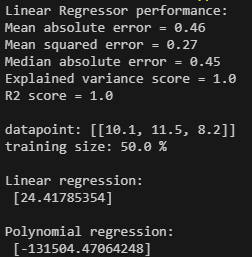 Linear Regressor performance:
Mean absolute error = 0.46
Mean squared error = 0.27
Median absolute error = 0.45
Explained variance score = 1.0
R2 score = 1.0
datapoint: [[10.1, 11.5, 8.2]]
training size: 50.0 %
Linear regression:
[24.41785354]
Polynomial regression:
[-131504.47064248]